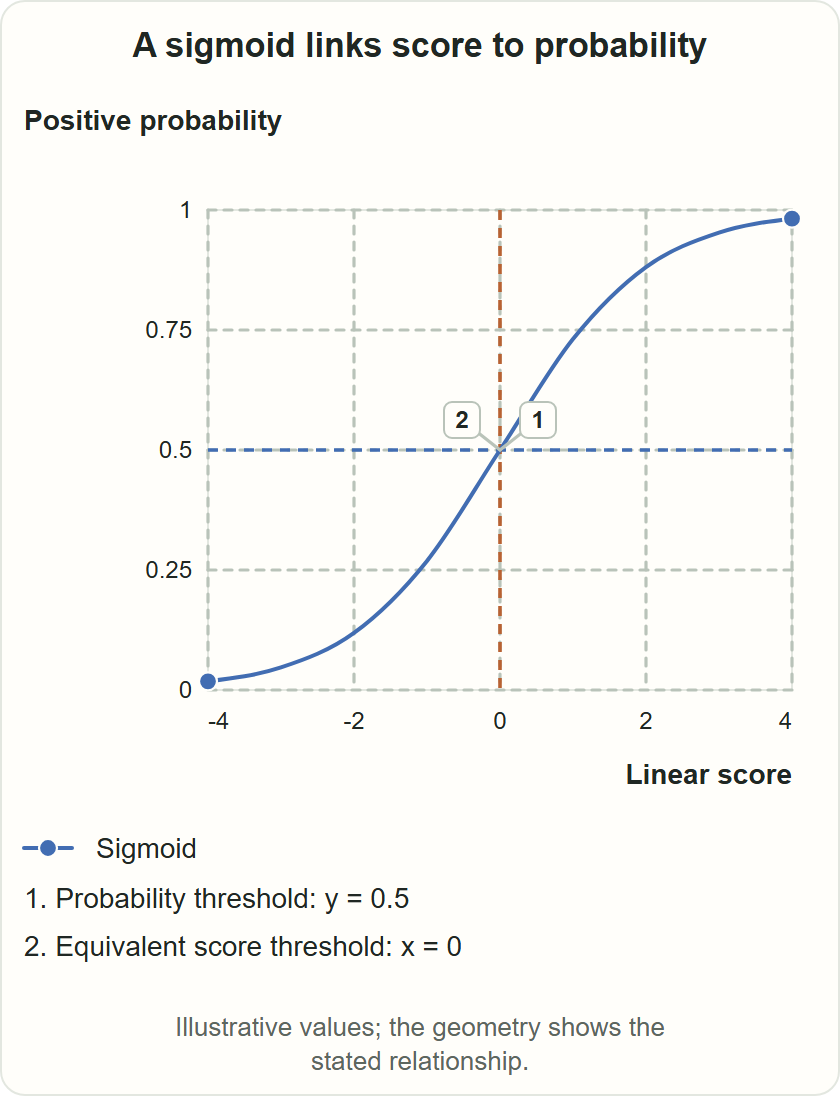 A sigmoid links score to probability
Positive probability
1
0.75
0.5
0.25
0
2
1
-4
-2
0
2
4
Linear score
Sigmoid
1. Probability threshold: y = 0.5
2. Equivalent score threshold: x = 0
Illustrative values; the geometry shows the
stated relationship.